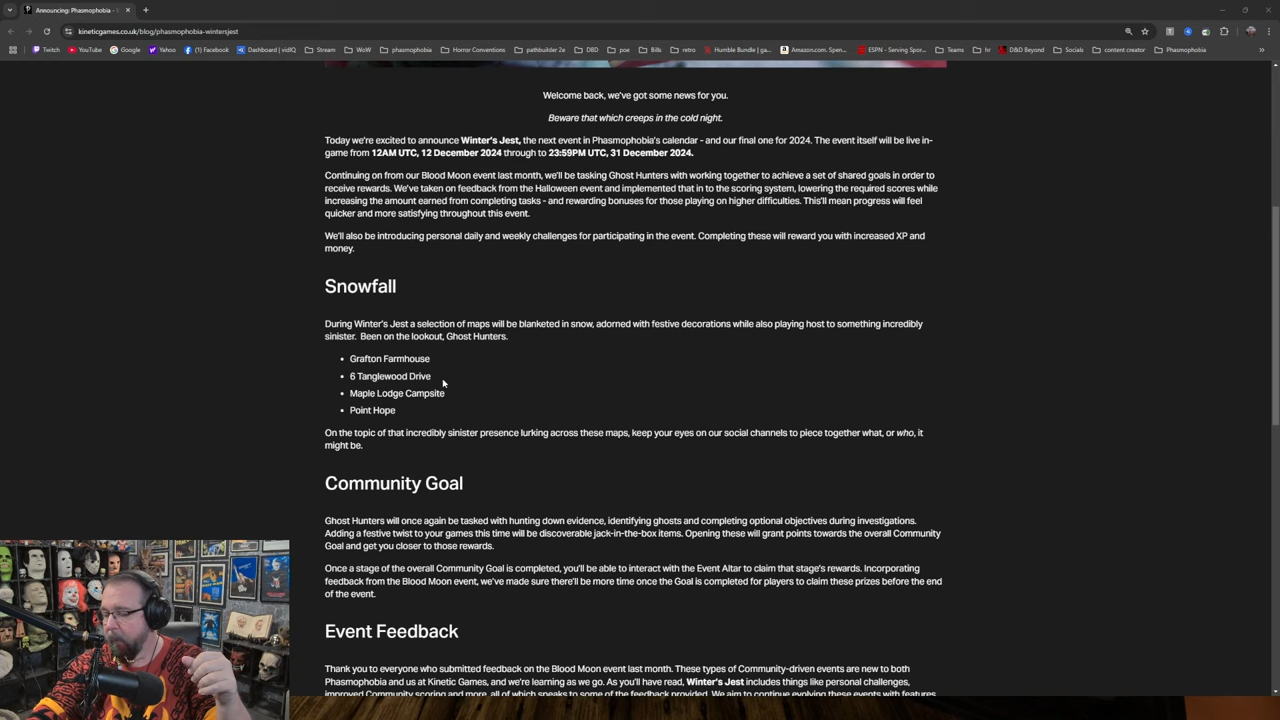 Announcing: Phasmophobia -
kineticgames.co.uk/blog/phasmophobia-wintersjest
Twitch
YouTube
Google
Yahoo
(1) Facebook
Dashboard | vidIQ
Stream
WoW
phasmophobia
Horror Conventions
pathbuilder 2e
DBD
poe
Bills
retro
Humble Bundle | ga...
Amazon.com. Spen...
ESPN - Serving Spor...
Teams
hr
D&D Beyond
Socials
content creator
Phasmophobia
Welcome back, we've got some news for you.
Beware that which creeps in the cold night.
Today we're excited to announce Winter's Jest, the next event in Phasmophobia's calendar - and our final one for 2024. The event itself will be live in-
game from 12AM UTC, 12 December 2024 through to 23:59PM UTC, 31 December 2024.
Continuing on from our Blood Moon event last month, we'll be tasking Ghost Hunters with working together to achieve a set of shared goals in order to
receive rewards. We've taken on feedback from the Halloween event and implemented that in to the scoring system, lowering the required scores while
increasing the amount earned from completing tasks - and rewarding bonuses for those playing on higher difficulties. This'll mean progress will feel
quicker and more satisfying throughout this event.
We'll also be introducing personal daily and weekly challenges for participating in the event. Completing these will reward you with increased XP and
money.
Snowfall
During Winter's Jest a selection of maps will be blanketed in snow, adorned with festive decorations while also playing host to something incredibly
sinister. Been on the lookout, Ghost Hunters.
• Grafton Farmhouse
• 6 Tanglewood Drive
• Maple Lodge Campsite
• Point Hope
On the topic of that incredibly sinister presence lurking across these maps, keep your eyes on our social channels to piece together what, or who, it
might be.
Community Goal
Ghost Hunters will once again be tasked with hunting down evidence, identifying ghosts and completing optional objectives during investigations.
Adding a festive twist to your games this time will be discoverable jack-in-the-box items. Opening these will grant points towards the overall Community
Goal and get you closer to those rewards.
Once a stage of the overall Community Goal is completed, you'll be able to interact with the Event Altar to claim that stage's rewards. Incorporating
feedback from the Blood Moon event, we've made sure there'll be more time once the Goal is completed for players to claim these prizes before the end
of the event.
Event Feedback
Thank you to everyone who submitted feedback on the Blood Moon event last month. These types of Community-driven events are new to both
Phasmophobia and us at Kinetic Games, and we're learning as we go. As you'll have read, Winter's Jest includes things like personal challenges,
improved Community scoring and more, all of which speaks to some of the feedback provided. We aim to continue evolving these events with features